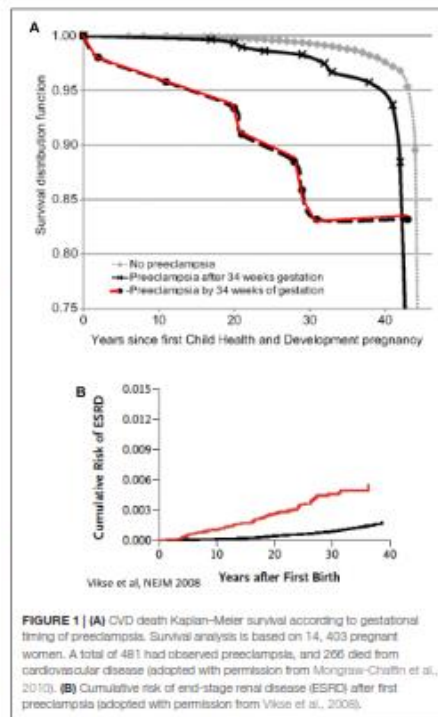 A
1.00
0.95
0.90
0.85
0.80
0.75
Survival distribution function
No preeclampsia
Preeclampsia after 34 weeks gestation
Preeclampsia by 34 weeks of gestation
0 10 20 30 40
Years since first Child Health and Development pregnancy
B
0.015
0.012
0.009
0.006
0.003
0.000
Cumulative Risk of ESRD
0 10 20 30 40
Vikse et al, NEJM 2008
Years after First Birth
FIGURE 1 | (A) CVD death Kaplan–Meier survival according to gestational
timing of preeclampsia. Survival analysis is based on 14, 403 pregnant
women. A total of 481 had observed preeclampsia, and 266 died from
cardiovascular disease (adopted with permission from Mongraw-Chaffin et al.,
2010). (B) Cumulative risk of end-stage renal disease (ESRD) after first
preeclampsia (adopted with permission from Vikse et al., 2008).